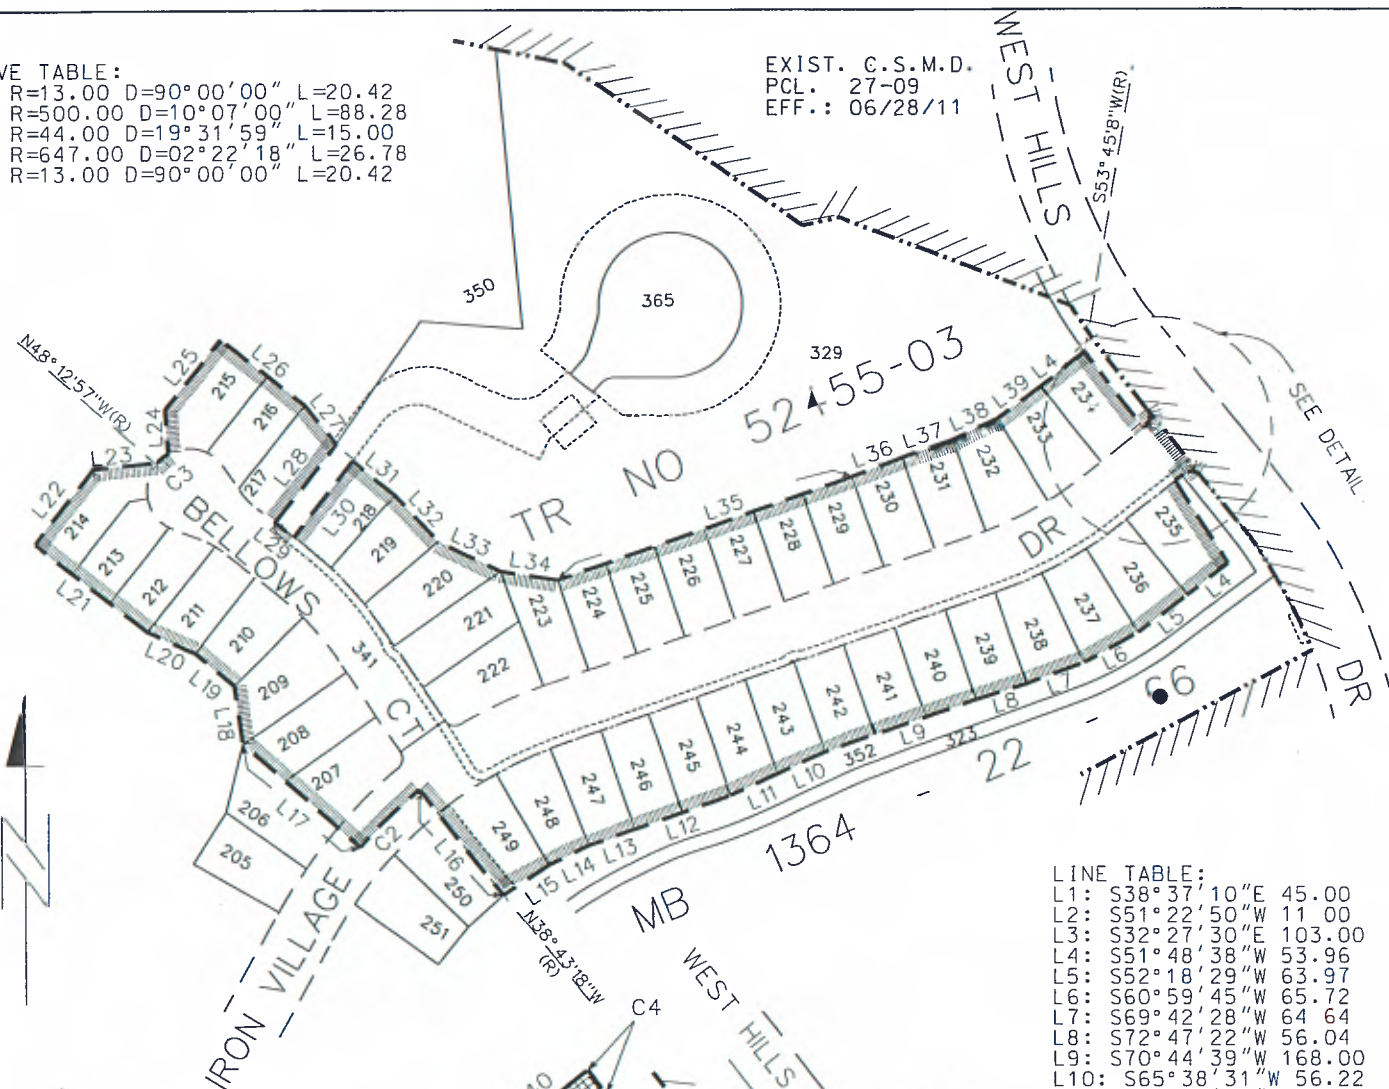 VE TABLE:
R=13.00 D=90°00'00" L=20.42
R=500.00 D=10°07'00" L=88.28
R=44.00 D=19°31'59" L=15.00
R=647.00 D=02°22'18" L=26.78
R=13.00 D=90°00'00" L=20.42
EXIST. C.S.M.D.
PCL. 27-09
EFF.: 06/28/11
WEST HILLS
S53°45'8"W(R)
350
365
329
TR NO 52455-03
N48°12'57"W(R)
L25
L26
L27
L24
L23
L22
C3
215
216
217
L28
L29
L30
L31
L32
L33
L34
L35
L36
L37
L38
L39
L4
SEE DETAIL
BELLOWS
CT
341
DR
DR
214
213
212
211
210
209
208
207
206
205
218
219
220
221
222
223
224
225
226
227
228
229
230
231
232
233
234
235
236
237
238
239
240
241
242
243
244
245
246
247
248
249
250
251
L21
L20
L19
L18
L17
C2
L16
L15
L14
L13
L12
L11
L10
L9
L8
L7
L6
L5
L4
352
323
MB 1364 - 22 - 66
N38°43'18"W
(R)
IRON VILLAGE
WEST HILLS
C4
LINE TABLE:
L1: S38°37'10"E 45.00
L2: S51°22'50"W 11 00
L3: S32°27'30"E 103.00
L4: S51°48'38"W 53.96
L5: S52°18'29"W 63.97
L6: S60°59'45"W 65.72
L7: S69°42'28"W 64 64
L8: S72°47'22"W 56.04
L9: S70°44'39"W 168.00
L10: S65°38'31"W 56.22